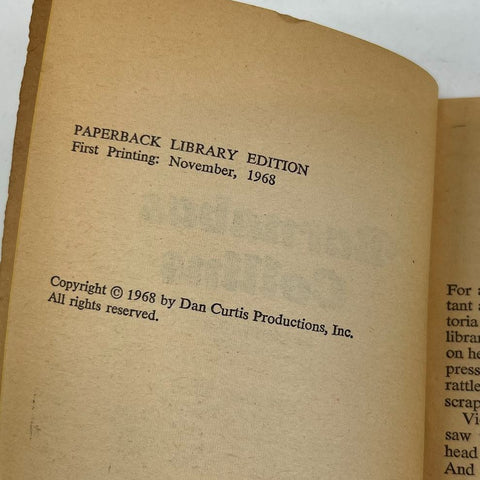 PAPERBACK LIBRARY EDITION
First Printing: November, 1968
Copyright © 1968 by Dan Curtis Productions, Inc.
All rights reserved.
For a
tant a
toria
librar
on he
press
rattle
scrap
Vi
saw
head
And